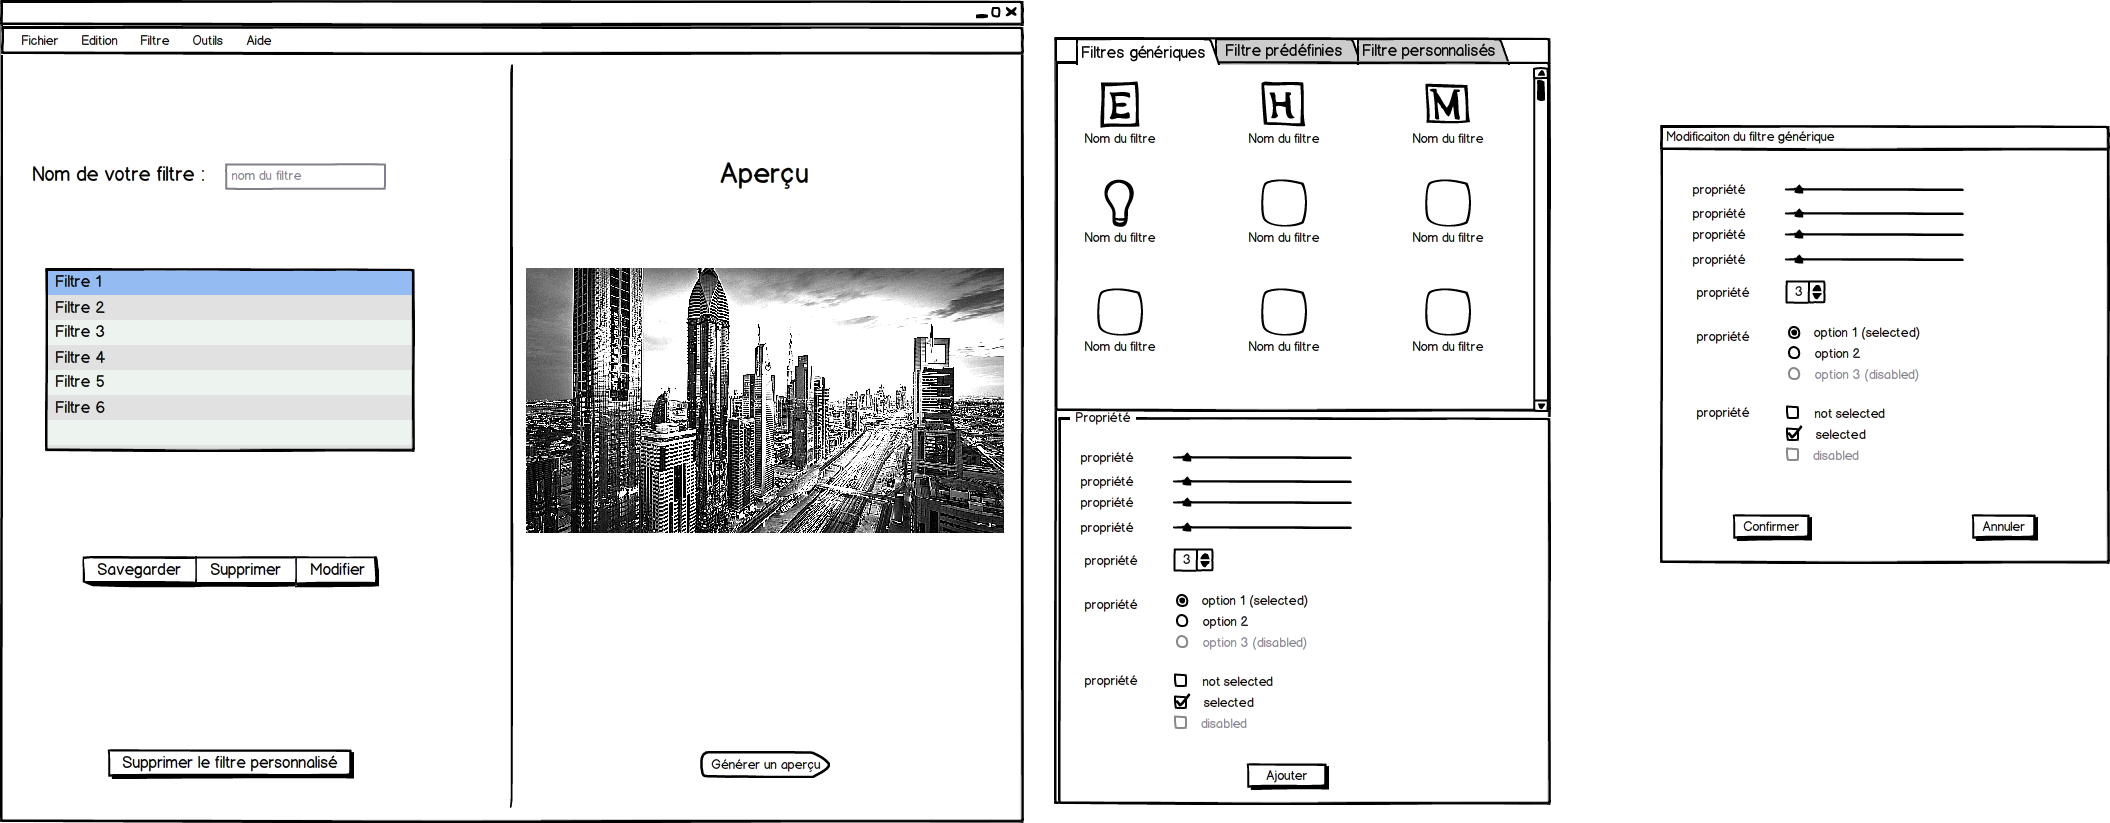 Fichier Edition Filtre Outils Aide
Nom de votre filtre : nom du filtre
Filtre 1
Filtre 2
Filtre 3
Filtre 4
Filtre 5
Filtre 6
Savegarder Supprimer Modifier
Supprimer le filtre personnalisé
Aperçu
Générer un aperçu
Filtres génériques Filtre prédéfinies Filtre personnalisés
E H M
Nom du filtre Nom du filtre Nom du filtre
Nom du filtre Nom du filtre Nom du filtre
Nom du filtre Nom du filtre Nom du filtre
Propriété
propriété
propriété
propriété
propriété
propriété 3
propriété option 1 (selected)
option 2
option 3 (disabled)
propriété not selected
selected
disabled
Ajouter
Modificaiton du filtre générique
propriété
propriété
propriété
propriété
propriété 3
propriété option 1 (selected)
option 2
option 3 (disabled)
propriété not selected
selected
disabled
Confirmer Annuler